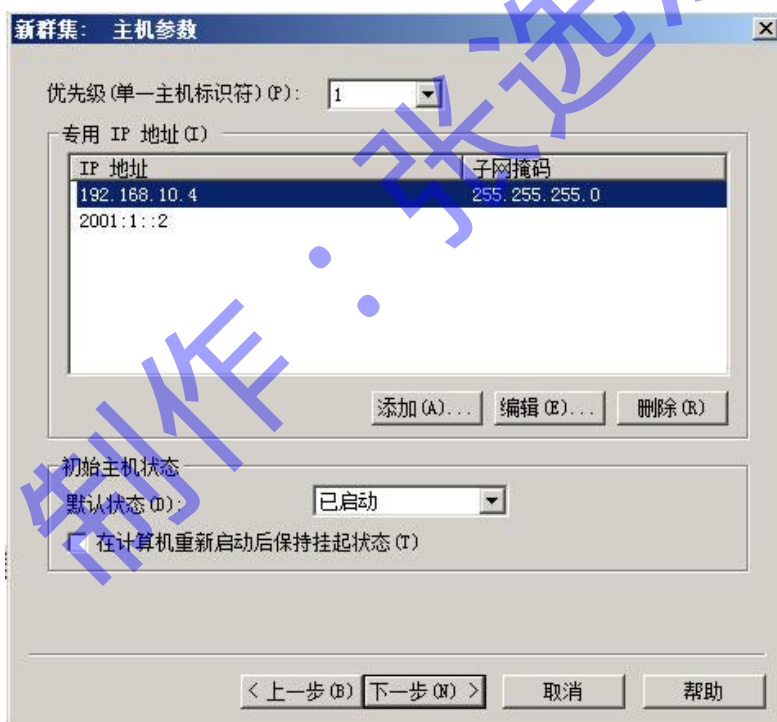 新群集： 主机参数
优先级(单一主机标识符)(P): 1
专用 IP 地址(I)
IP 地址 子网掩码
192.168.10.4 255.255.255.0
2001:1::2
添加(A)... 编辑(E)... 删除(R)
初始主机状态
默认状态(D): 已启动
在计算机重新启动后保持挂起状态(T)
< 上一步(B) 下一步(N) > 取消 帮助
制作：张选